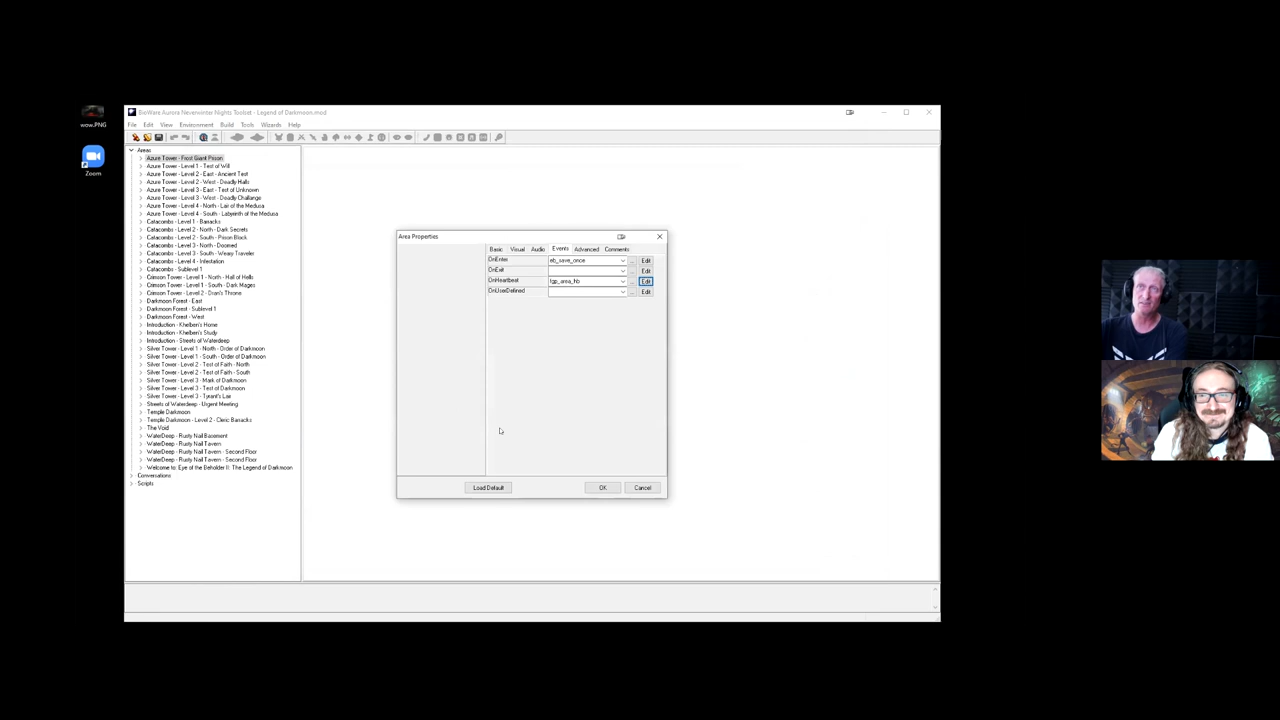 wow.PNG
Zoom
BioWare Aurora Neverwinter Nights Toolset - Legend of Darkmoon.mod
File Edit View Environment Build Tools Wizards Help
Areas
Azure Tower - Frost Giant Prison
Azure Tower - Level 1 - Test of Will
Azure Tower - Level 2 - East - Ancient Test
Azure Tower - Level 2 - West - Deadly Halls
Azure Tower - Level 3 - East - Test of Unknown
Azure Tower - Level 3 - West - Deadly Challange
Azure Tower - Level 4 - North - Lair of the Medusa
Azure Tower - Level 4 - South - Labyrinth of the Medusa
Catacombs - Level 1 - Barracks
Catacombs - Level 2 - North - Dark Secrets
Catacombs - Level 2 - South - Prison Block
Catacombs - Level 3 - North - Doomed
Catacombs - Level 3 - South - Weary Traveler
Catacombs - Level 4 - Infestation
Catacombs - Sublevel 1
Crimson Tower - Level 1 - North - Hall of Hells
Crimson Tower - Level 1 - South - Dark Mages
Crimson Tower - Level 2 - Dran's Throne
Darkmoon Forest - East
Darkmoon Forest - Sublevel 1
Darkmoon Forest - West
Introduction - Khelben's Home
Introduction - Khelben's Study
Introduction - Streets of Waterdeep
Silver Tower - Level 1 - North - Order of Darkmoon
Silver Tower - Level 1 - South - Order of Darkmoon
Silver Tower - Level 2 - Test of Faith - North
Silver Tower - Level 2 - Test of Faith - South
Silver Tower - Level 3 - Mark of Darkmoon
Silver Tower - Level 3 - Test of Darkmoon
Silver Tower - Level 3 - Tyrant's Lair
Streets of Waterdeep - Urgent Meeting
Temple Darkmoon
Temple Darkmoon - Level 2 - Cleric Barracks
The Void
WaterDeep - Rusty Nail Basement
WaterDeep - Rusty Nail Tavern
WaterDeep - Rusty Nail Tavern - Second Floor
WaterDeep - Rusty Nail Tavern - Second Floor
Welcome to: Eye of the Beholder II: The Legend of Darkmoon
Conversations
Scripts
Area Properties
Basic Visual Audio Events Advanced Comments
OnEnter eb_save_once ... Edit
OnExit ... Edit
OnHeartbeat tgp_area_hb ... Edit
OnUserDefined ... Edit
Load Default OK Cancel